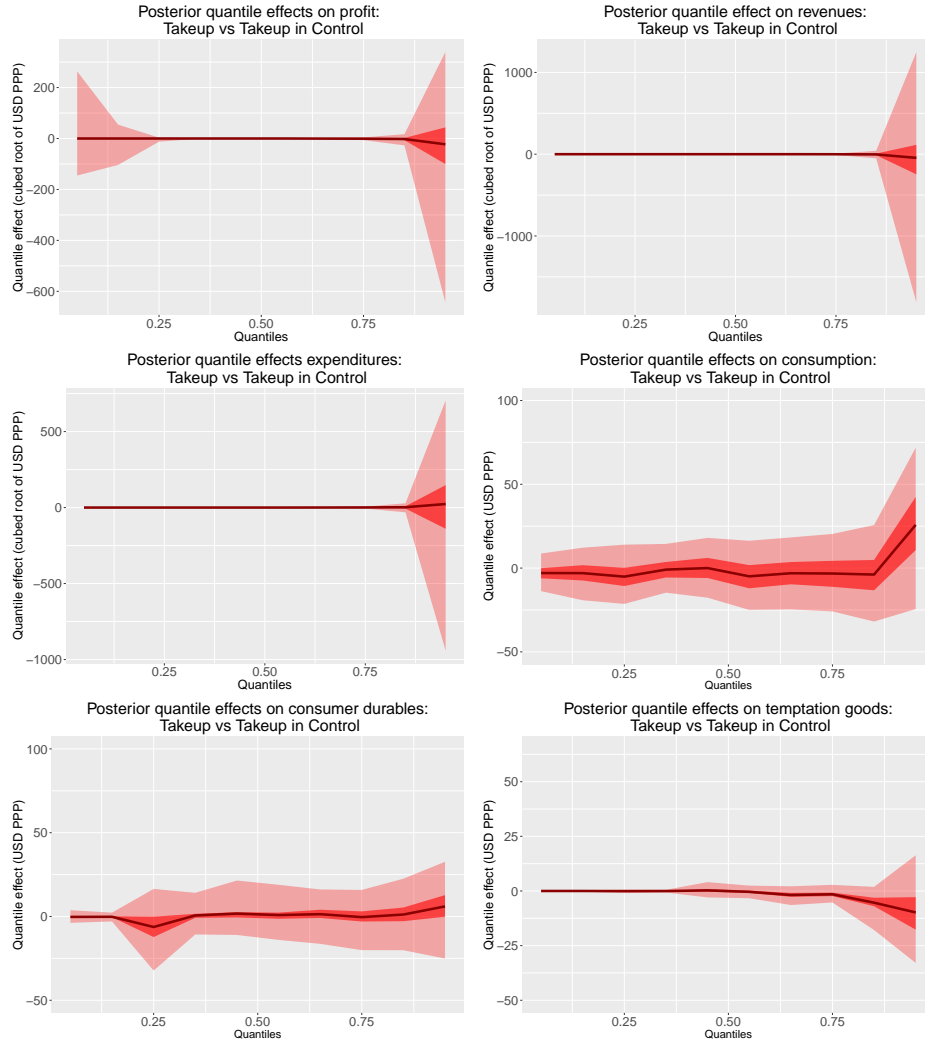 Posterior quantile effects on profit:
Takeup vs Takeup in Control
Quantile effect (cubed root of USD PPP)
200
0
−200
−400
−600
0.25
0.50
0.75
Quantiles
Posterior quantile effect on revenues:
Takeup vs Takeup in Control
Quantile effect (cubed root of USD PPP)
1000
0
−1000
0.25
0.50
0.75
Quantiles
Posterior quantile effects expenditures:
Takeup vs Takeup in Control
Quantile effect (cubed root of USD PPP)
500
0
−500
−1000
0.25
0.50
0.75
Quantiles
Posterior quantile effects on consumption:
Takeup vs Takeup in Control
Quantile effect (USD PPP)
100
50
0
−50
0.25
0.50
0.75
Quantiles
Posterior quantile effects on consumer durables:
Takeup vs Takeup in Control
Quantile effect (USD PPP)
100
50
0
−50
0.25
0.50
0.75
Quantiles
Posterior quantile effects on temptation goods:
Takeup vs Takeup in Control
Quantile effect (USD PPP)
50
25
0
−25
−50
0.25
0.50
0.75
Quantiles